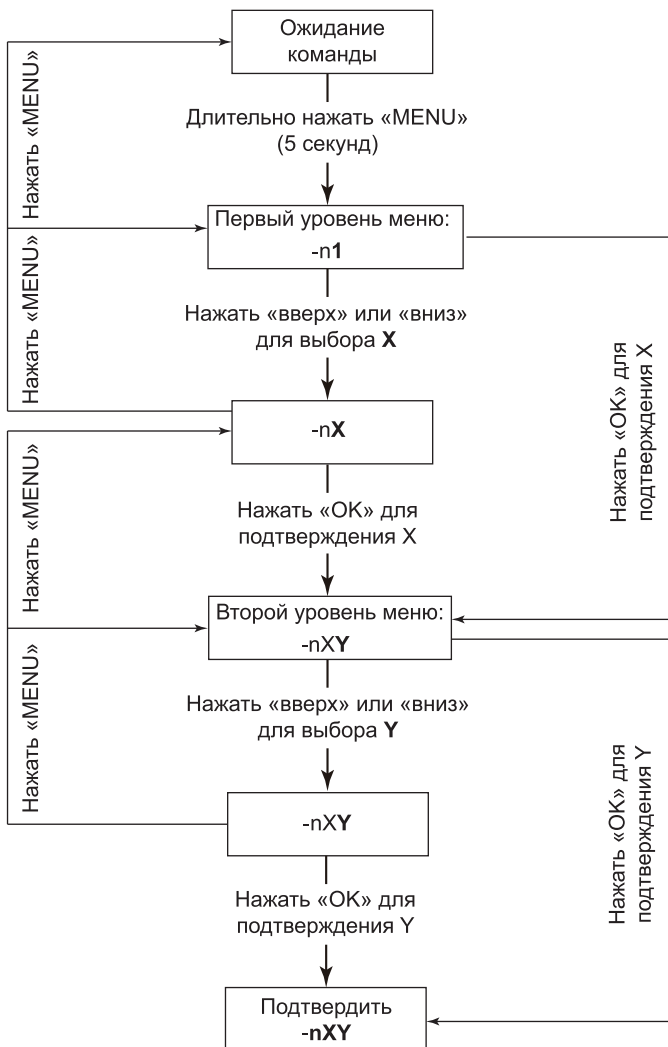 Ожидание
команды
Длительно нажать «MENU»
(5 секунд)
Нажать «MENU»
Первый уровень меню:
-n1
Нажать «MENU»
Нажать «вверх» или «вниз»
для выбора X
Нажать «OK» для
подтверждения X
-nX
Нажать «MENU»
Нажать «OK» для
подтверждения X
Второй уровень меню:
-nXY
Нажать «MENU»
Нажать «вверх» или «вниз»
для выбора Y
Нажать «OK» для
подтверждения Y
-nXY
Нажать «OK» для
подтверждения Y
Подтвердить
-nXY